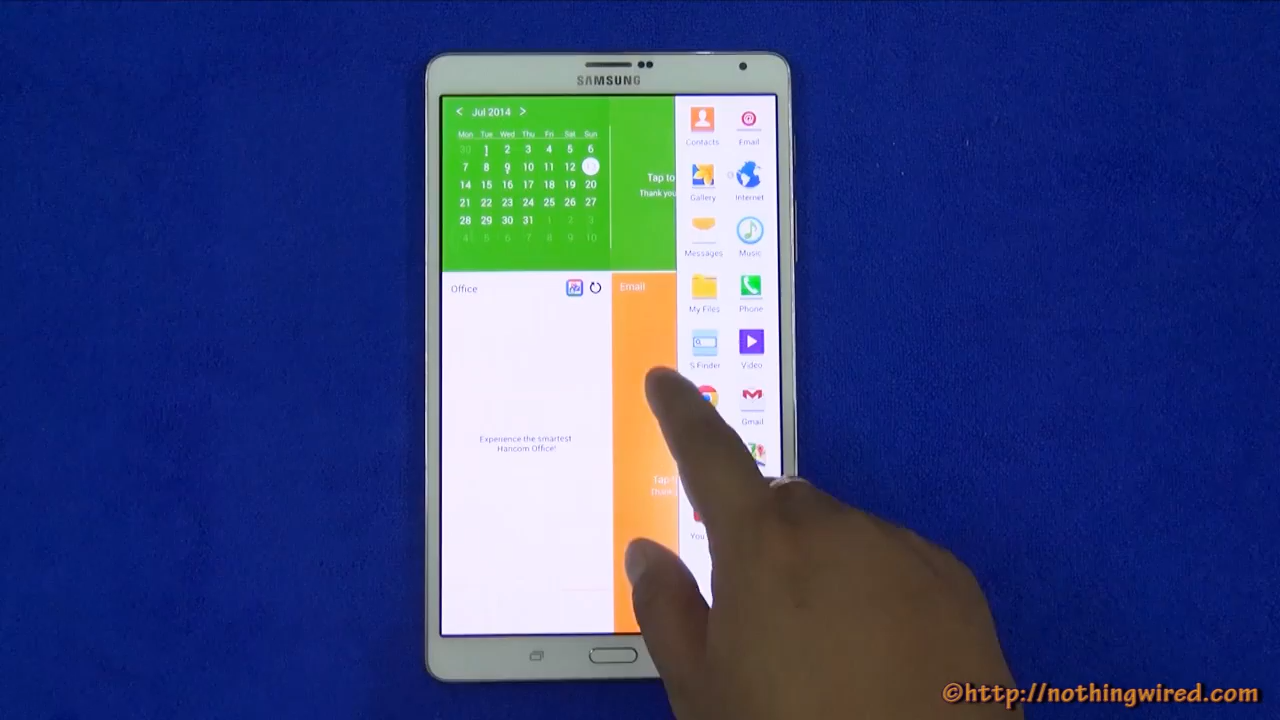 SAMSUNG
< Jul 2014 >
Mon Tue Wed Thu Fri Sat Sun
30 1 2 3 4 5 6
7 8 9 10 11 12 13
14 15 16 17 18 19 20
21 22 23 24 25 26 27
28 29 30 31 1 2 3
4 5 6 7 8 9 10
Tap to
Thank you
Office
Experience the smartest
Hancom Office!
Email
Tap
Contacts Email
Gallery Internet
Messages Music
My Files Phone
S Finder Video
Gmail
You
©http://nothingwired.com